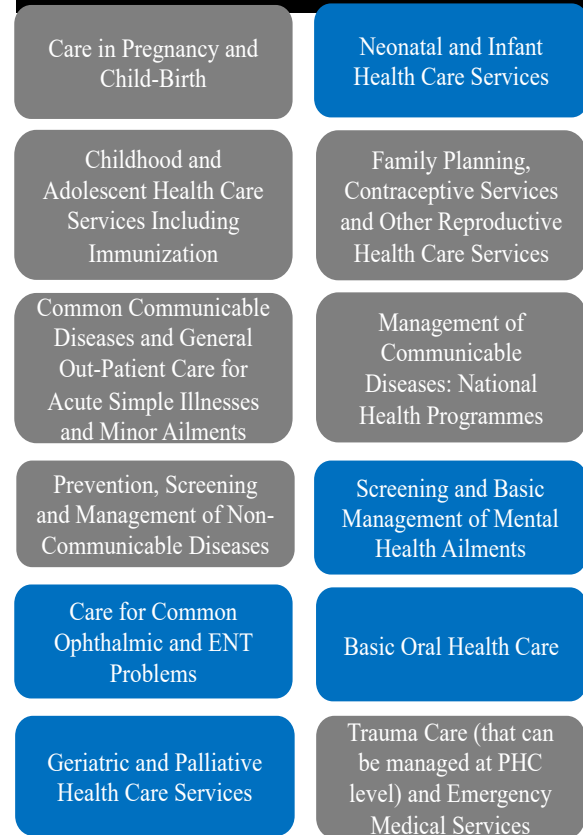 Care in Pregnancy and
Child-Birth
Neonatal and Infant
Health Care Services
Childhood and
Adolescent Health Care
Services Including
Immunization
Family Planning,
Contraceptive Services
and Other Reproductive
Health Care Services
Common Communicable
Diseases and General
Out-Patient Care for
Acute Simple Illnesses
and Minor Ailments
Management of
Communicable
Diseases: National
Health Programmes
Prevention, Screening
and Management of Non-
Communicable Diseases
Screening and Basic
Management of Mental
Health Ailments
Care for Common
Ophthalmic and ENT
Problems
Basic Oral Health Care
Geriatric and Palliative
Health Care Services
Trauma Care (that can
be managed at PHC
level) and Emergency
Medical Services